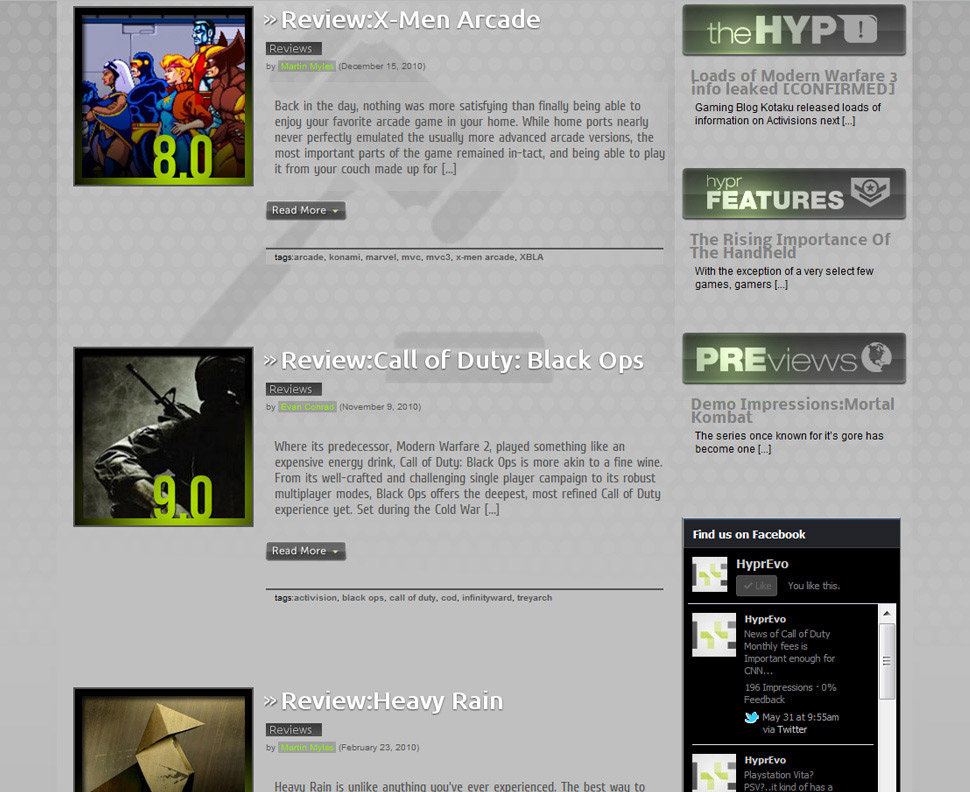 » Review:X-Men Arcade
Reviews
by Martin Myles (December 15, 2010)
Back in the day, nothing was more satisfying than finally being able to
enjoy your favorite arcade game in your home. While home ports nearly
never perfectly emulated the usually more advanced arcade versions, the
most important parts of the game remained in-tact, and being able to play
it from your couch made up for [...]
8.0
Read More
tags:arcade, konami, marvel, mvc, mvc3, x-men arcade, XBLA
» Review:Call of Duty: Black Ops
Reviews
by Evan Conrad (November 9, 2010)
Where its predecessor, Modern Warfare 2, played something like an
expensive energy drink, Call of Duty: Black Ops is more akin to a fine wine.
From its well-crafted and challenging single player campaign to its robust
multiplayer modes, Black Ops offers the deepest, most refined Call of Duty
experience yet. Set during the Cold War [...]
9.0
Read More
tags:activision, black ops, call of duty, cod, infinityward, treyarch
» Review:Heavy Rain
Reviews
by Martin Myles (February 23, 2010)
Heavy Rain is unlike anything you've ever experienced. The best way to
theHYP!
Loads of Modern Warfare 3
info leaked [CONFIRMED]
Gaming Blog Kotaku released loads of
information on Activisions next [...]
hypr
FEATURES
The Rising Importance Of
The Handheld
With the exception of a very select few
games, gamers [...]
PREviews
Demo Impressions:Mortal
Kombat
The series once known for it's gore has
become one [...]
Find us on Facebook
HyprEvo
Like You like this.
HyprEvo
News of Call of Duty
Monthly fees is
Important enough for
CNN...
196 Impressions · 0%
Feedback
May 31 at 9:55am
via Twitter
HyprEvo
Playstation Vita?
PSV?..it kind of has a